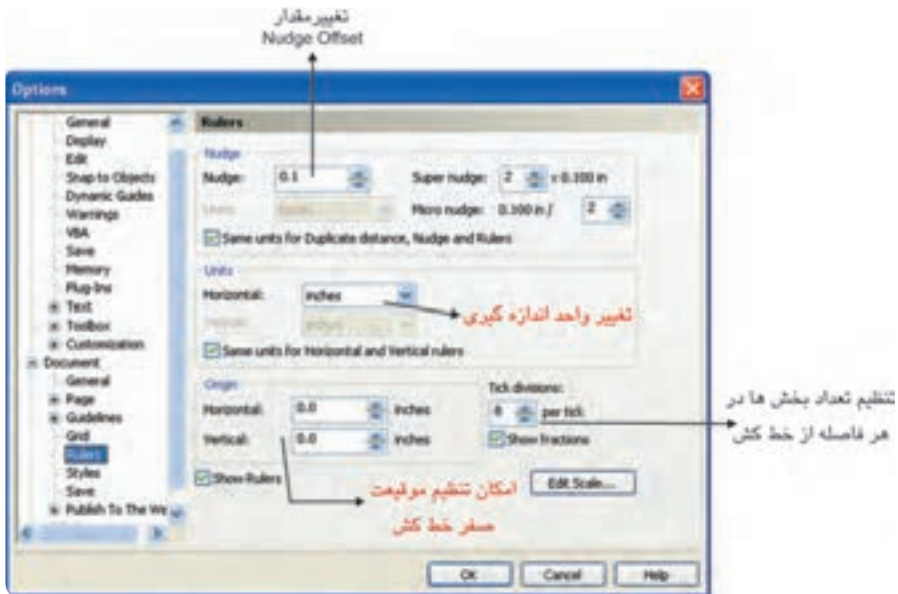 تغییرمقدار
Nudge Offset
Options
General
Display
Edit
Snap to Objects
Dynamic Guides
Warnings
VBA
Save
Memory
Plug-Ins
Text
Toolbox
Customization
Document
General
Page
Guidelines
Grid
Rulers
Styles
Save
Publish To The We
Rulers
Nudge
Nudge: 0.1 Super nudge: 2 x 0.100 in
Units: Micro nudge: 0.100 in / 2
Same units for Duplicate distance, Nudge and Rulers
Units
Horizontal: inches
تغییر واحد اندازه گیری
Vertical: inches
Same units for Horizontal and Vertical rulers
Origin
Horizontal: 0.0 inches
Vertical: 0.0 inches
Tick divisions:
per tick
Show fractions
تنظیم تعداد بخش ها در
هر فاصله از خط کش
Show Rulers
امکان تنظیم موقعیت
صفر خط کش
Edit Scale...
OK Cancel Help